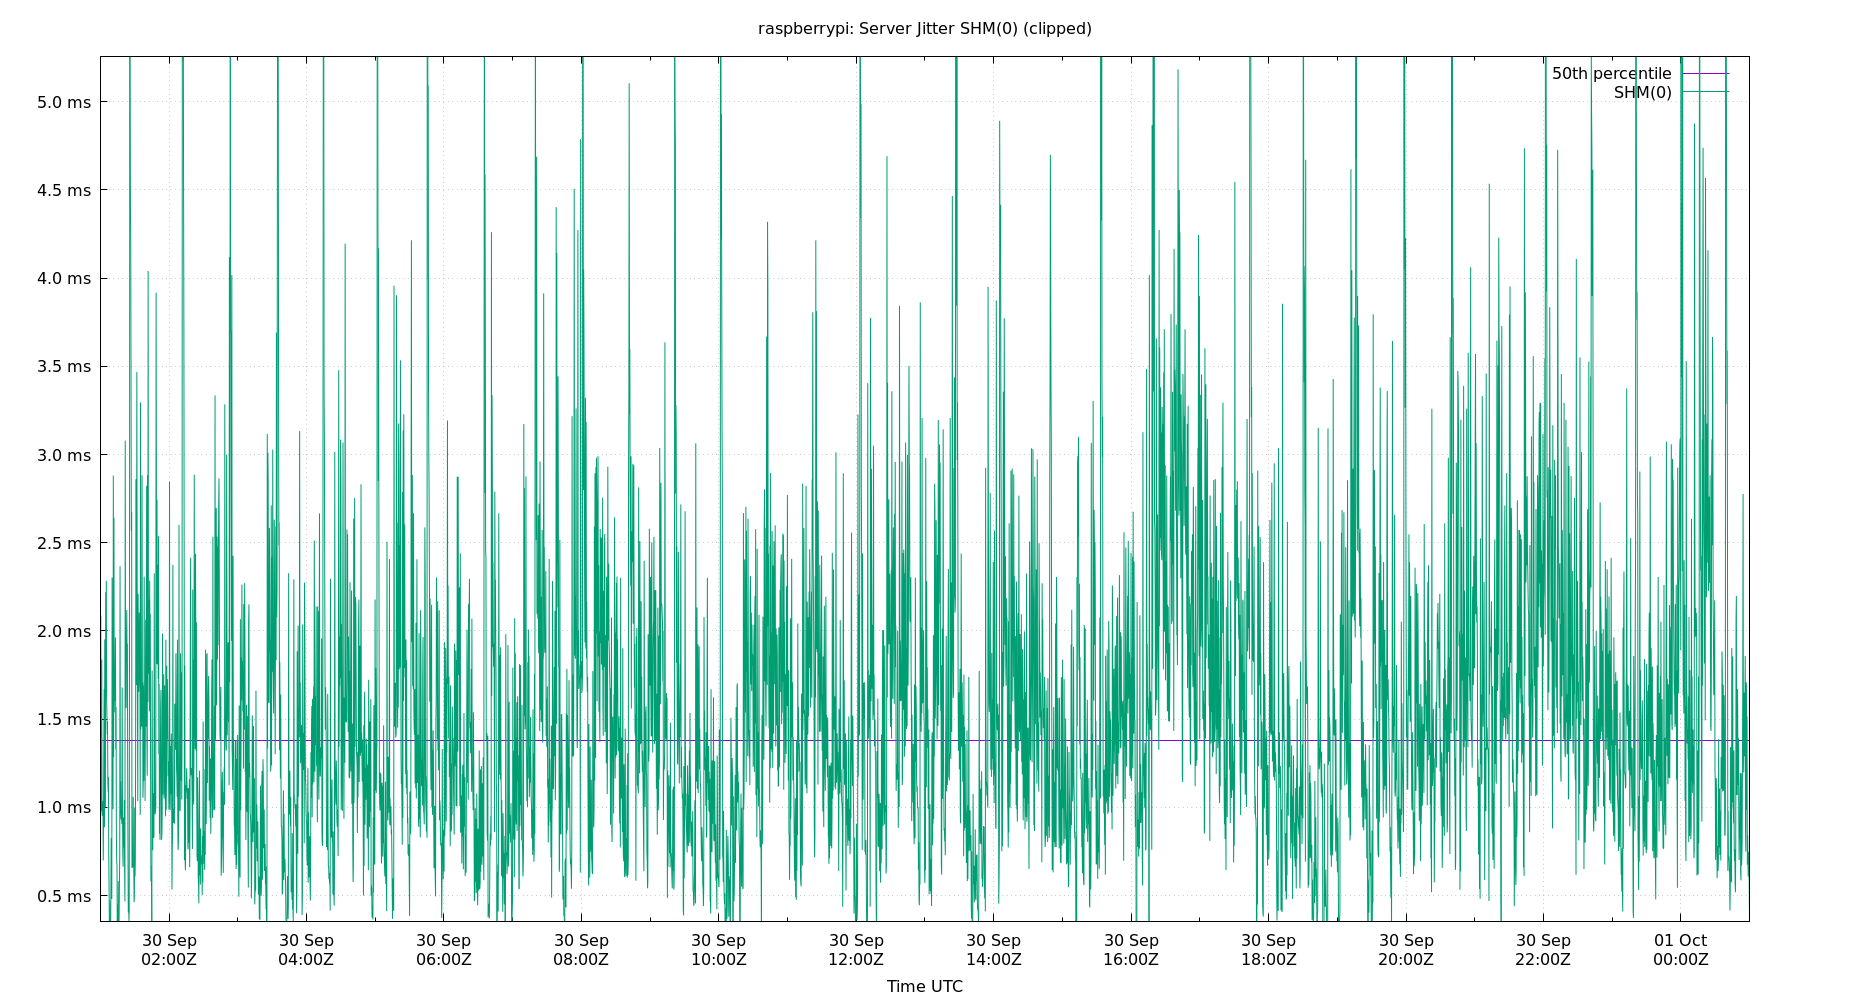 raspberrypi: Server Jitter SHM(0) (clipped)
50th percentile
SHM(0)
5.0 ms
4.5 ms
4.0 ms
3.5 ms
3.0 ms
2.5 ms
2.0 ms
1.5 ms
1.0 ms
0.5 ms
30 Sep 30 Sep 30 Sep 30 Sep 30 Sep 30 Sep 30 Sep 30 Sep 30 Sep 30 Sep 30 Sep 01 Oct
02:00Z 04:00Z 06:00Z 08:00Z 10:00Z 12:00Z 14:00Z 16:00Z 18:00Z 20:00Z 22:00Z 00:00Z
Time UTC